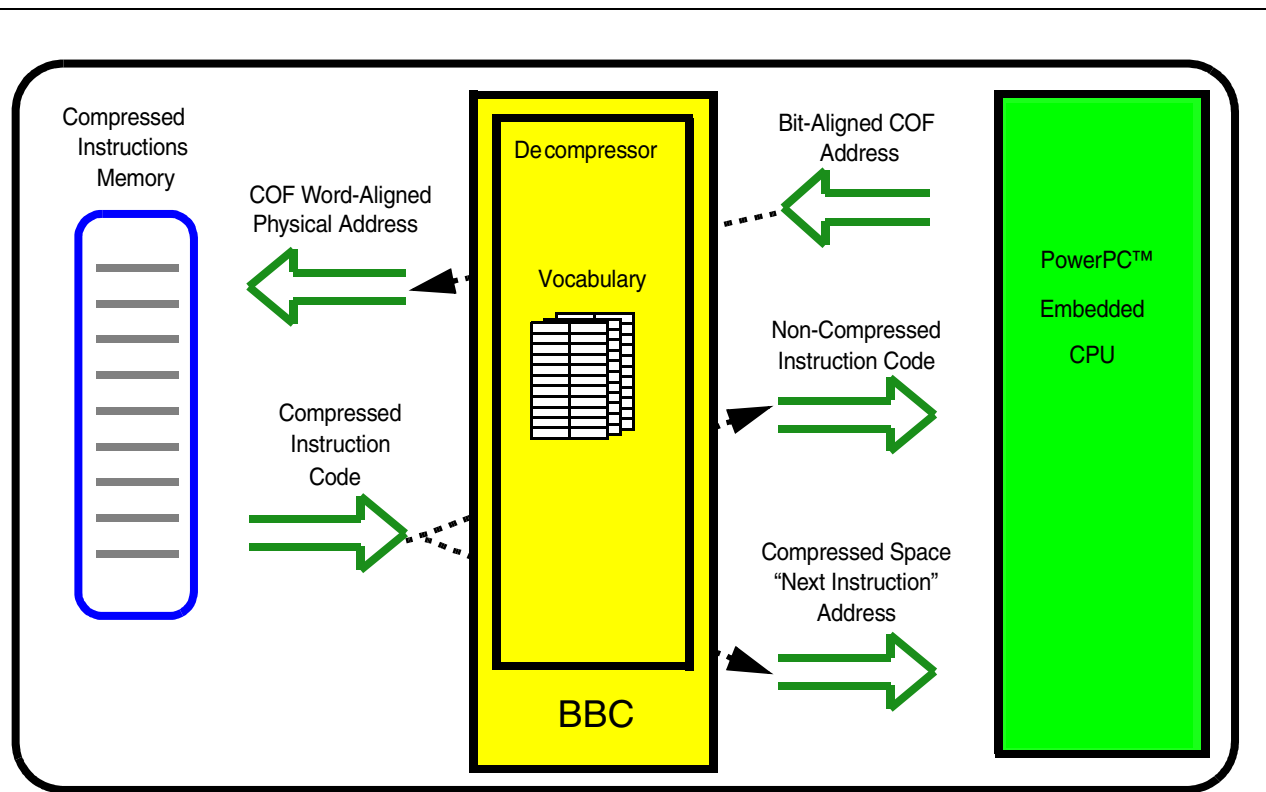 Compressed
Instructions
Memory
COF Word-Aligned
Physical Address
Compressed
Instruction
Code
Decompressor
Vocabulary
BBC
Bit-Aligned COF
Address
Non-Compressed
Instruction Code
Compressed Space
“Next Instruction”
Address
PowerPC™
Embedded
CPU